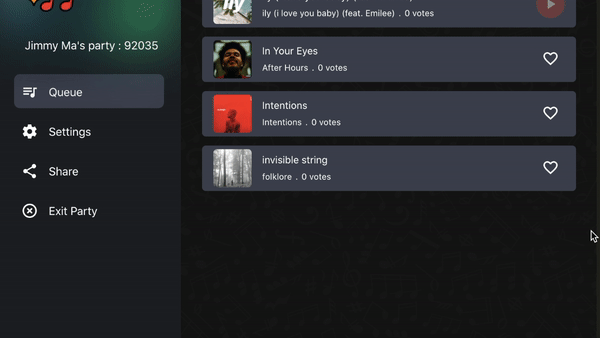 Jimmy Ma's party : 92035
Queue
Settings
Share
Exit Party
ily (i love you baby) (feat. Emilee) . 0 votes
In Your Eyes
After Hours . 0 votes
Intentions
Intentions . 0 votes
invisible string
folklore . 0 votes